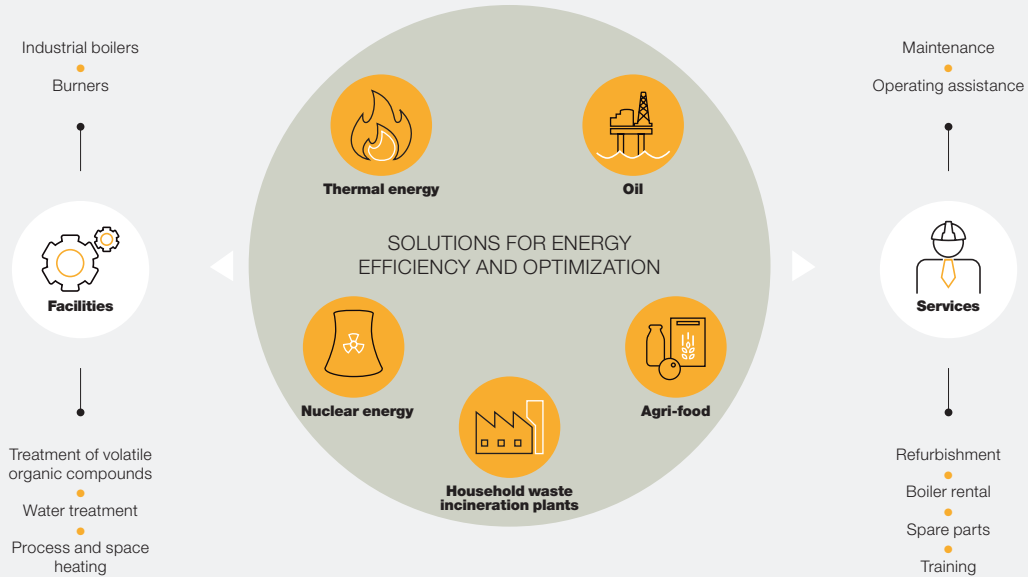 Industrial boilers
Burners
Facilities
Treatment of volatile
organic compounds
Water treatment
Process and space
heating
Thermal energy
Oil
SOLUTIONS FOR ENERGY
EFFICIENCY AND OPTIMIZATION
Nuclear energy
Agri-food
Household waste
incineration plants
Maintenance
Operating assistance
Services
Refurbishment
Boiler rental
Spare parts
Training